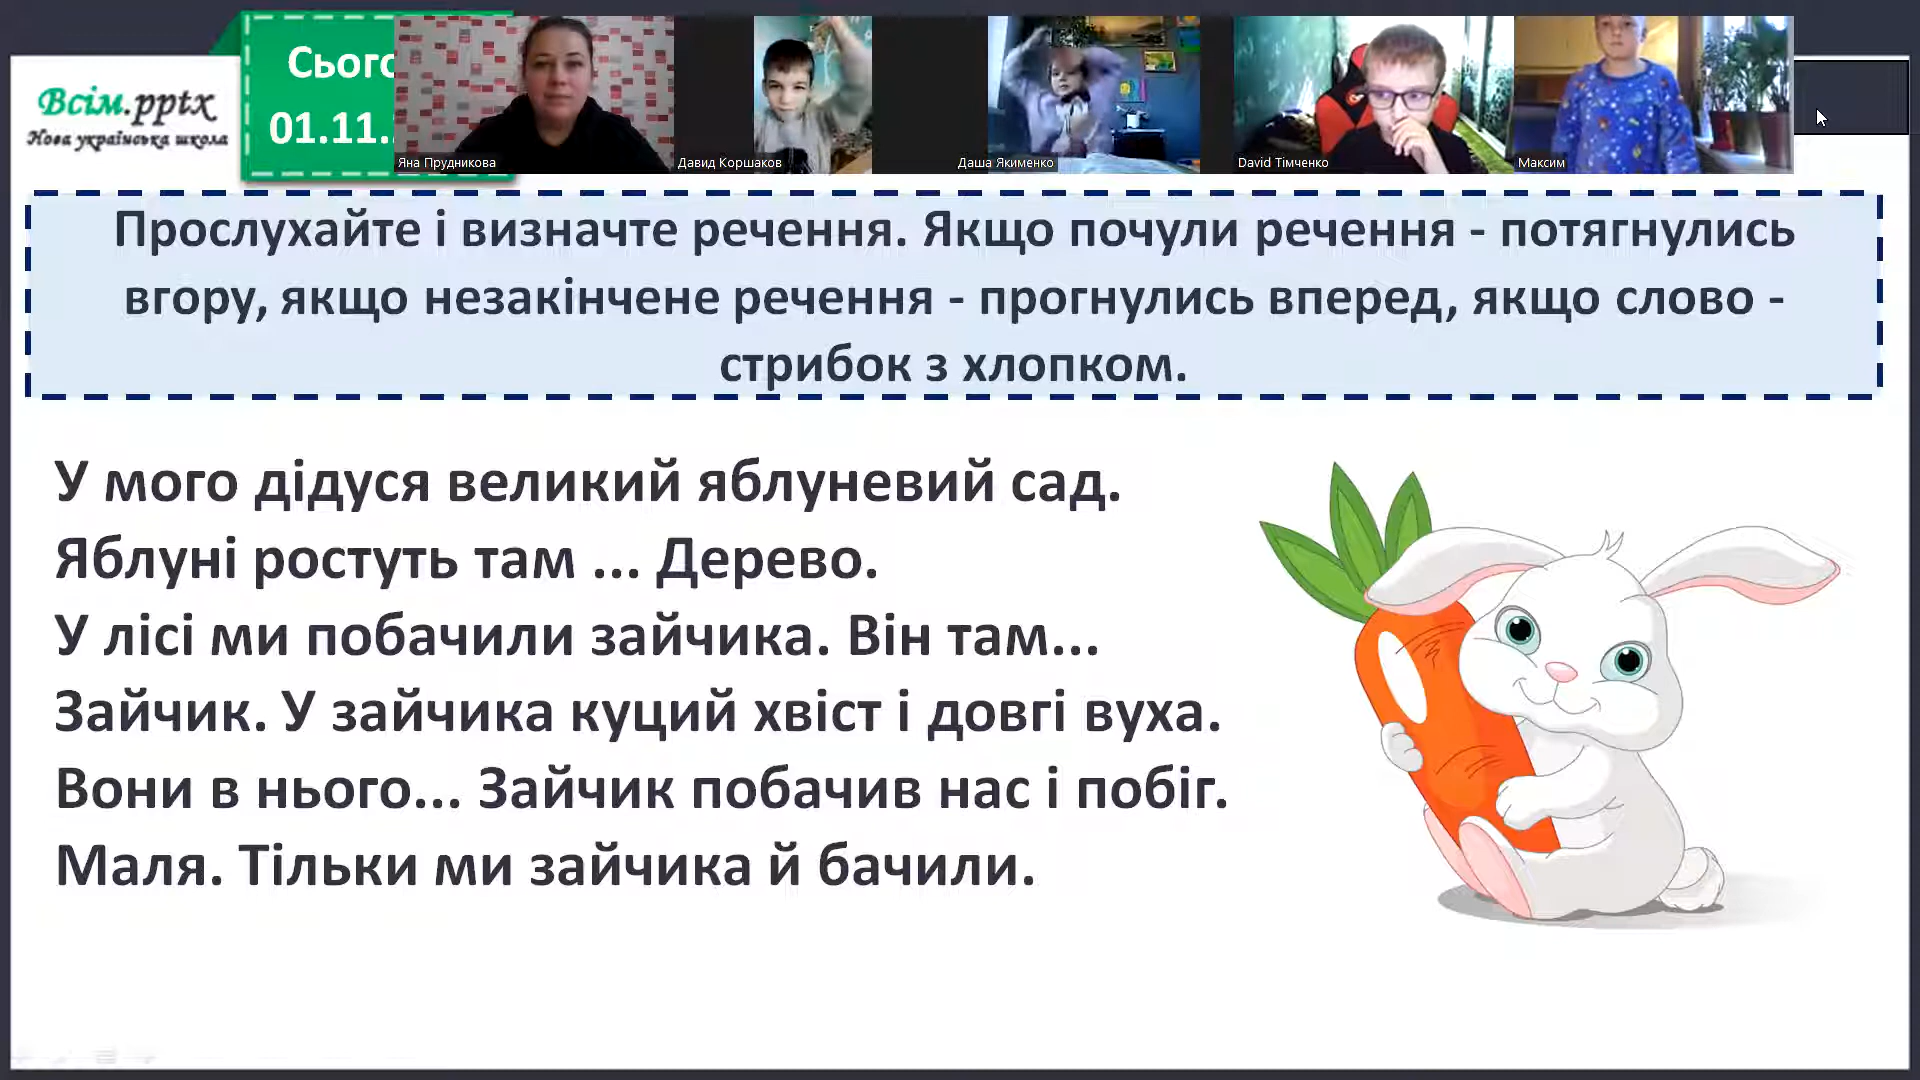 Всім.pptx
Нова українська школа
01.11.
Яна Прудникова
Давид Коршаков
Даша Якименко
David Тімченко
Максим
Прослухайте і визначте речення. Якщо почули речення - потягнулись
вгору, якщо незакінчене речення - прогнулись вперед, якщо слово -
стрибок з хлопком.
У мого дідуся великий яблуневий сад.
Яблуні ростуть там ... Дерево.
У лісі ми побачили зайчика. Він там...
Зайчик. У зайчика куций хвіст і довгі вуха.
Вони в нього... Зайчик побачив нас і побіг.
Маля. Тільки ми зайчика й бачили.